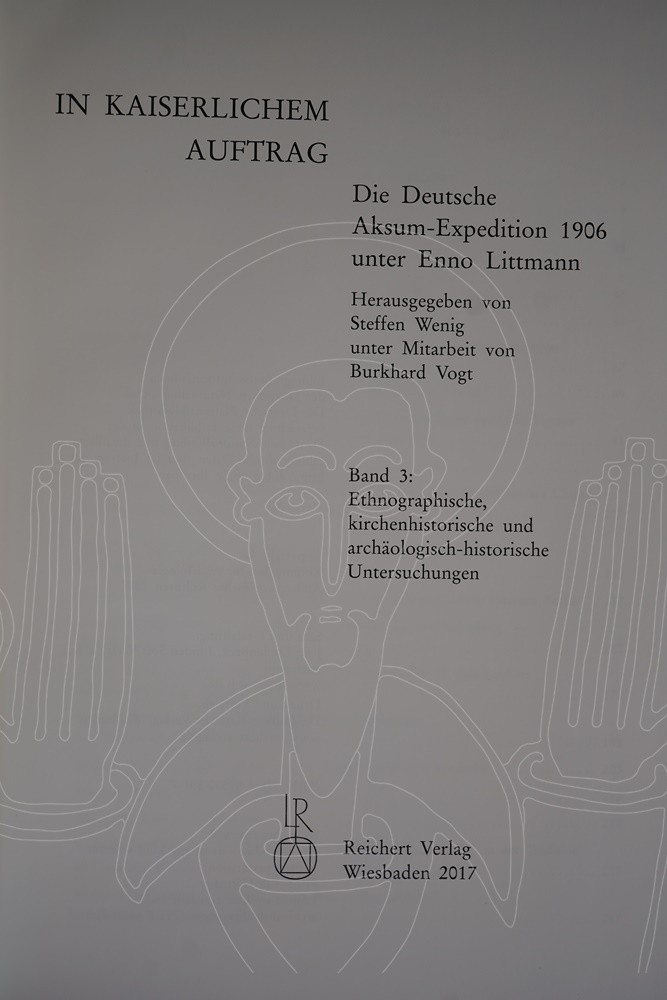 IN KAISERLICHEM
AUFTRAG
Die Deutsche
Aksum-Expedition 1906
unter Enno Littmann
Herausgegeben von
Steffen Wenig
unter Mitarbeit von
Burkhard Vogt
Band 3:
Ethnographische,
kirchenhistorische und
archäologisch-historische
Untersuchungen
LR
Reichert Verlag
Wiesbaden 2017